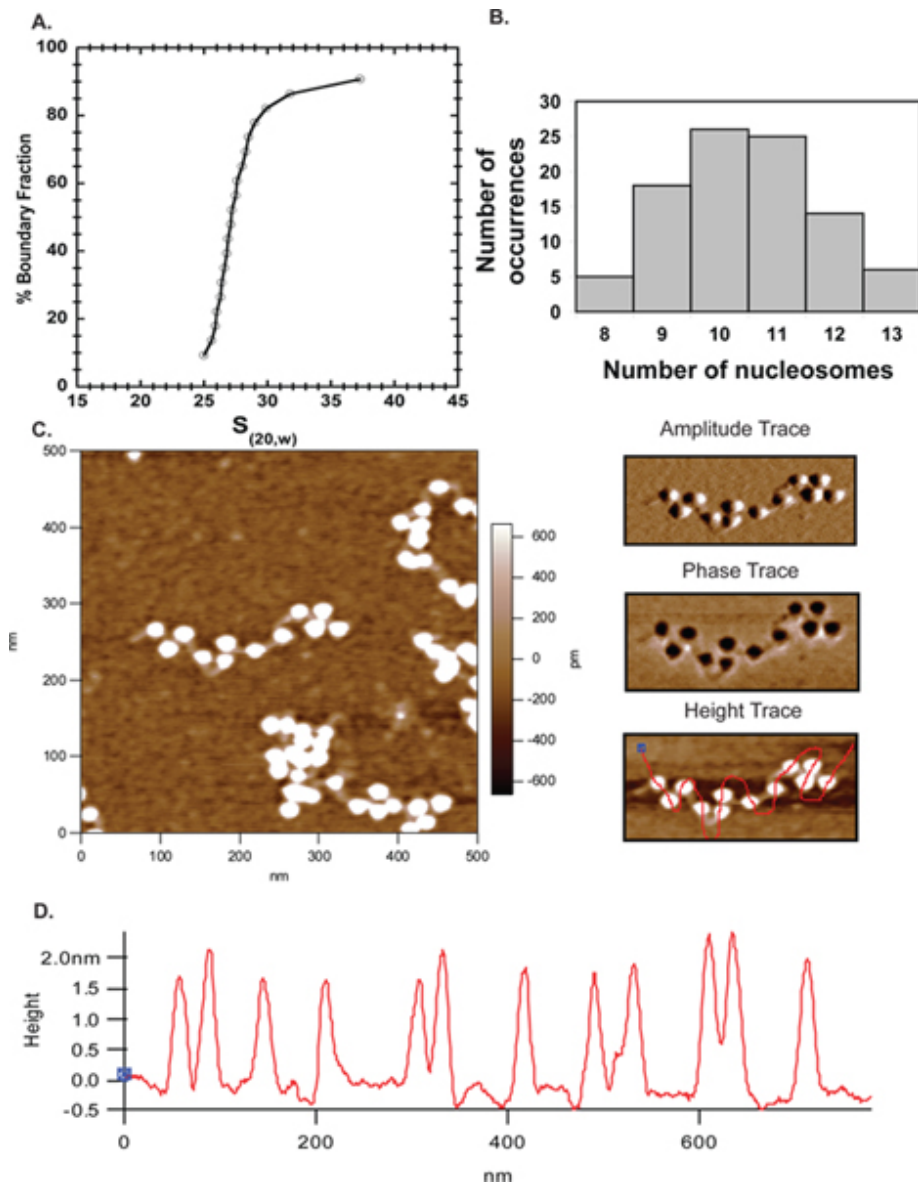 A.
100
80
60
40
20
0
% Boundary Fraction
15 20 25 30 35 40 45
S(20,w)
B.
30
25
20
15
10
5
0
Number of
occurrences
8 9 10 11 12 13
Number of nucleosomes
C.
500
400
300
200
100
0
nm
0 100 200 300 400 500
nm
600
400
200
0
-200
-400
-600
pm
Amplitude Trace
Phase Trace
Height Trace
D.
2.0nm
1.5
1.0
0.5
0.0
-0.5
Height
0 200 400 600
nm